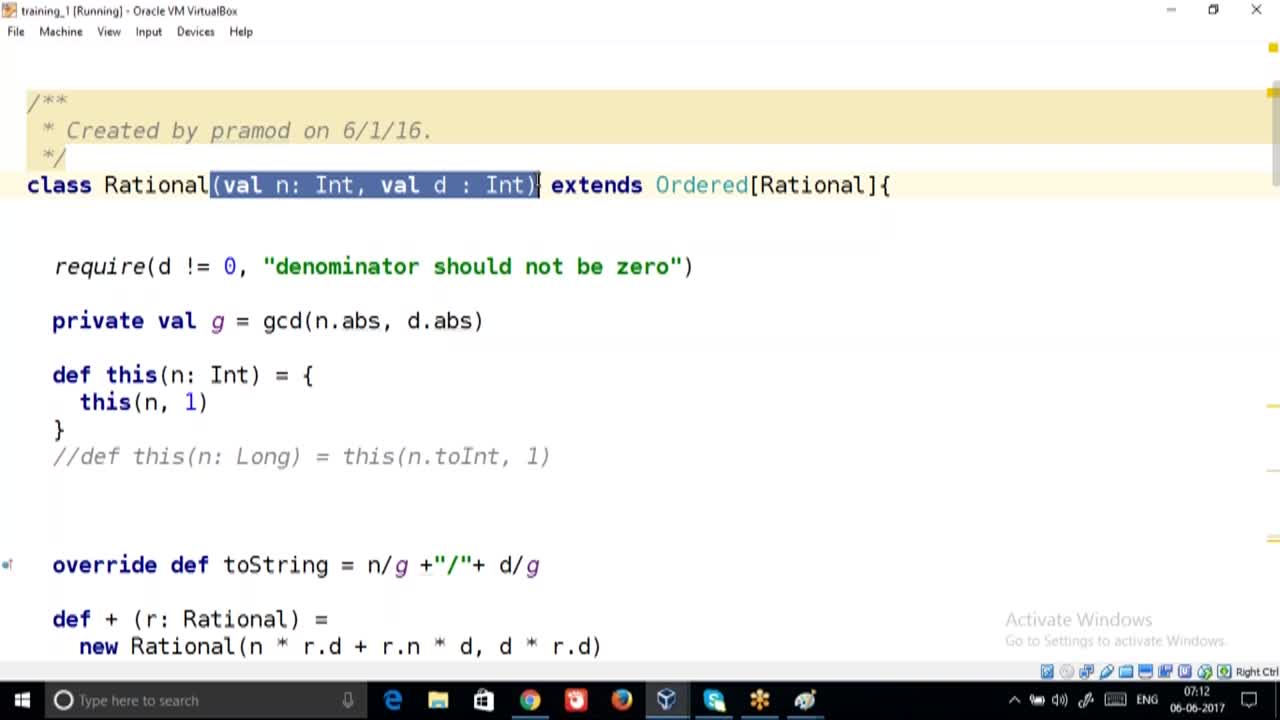 training_1 [Running] - Oracle VM VirtualBox
File Machine View Input Devices Help
/**
* Created by pramod on 6/1/16.
*/
class Rational(val n: Int, val d : Int) extends Ordered[Rational]{
require(d != 0, "denominator should not be zero")
private val g = gcd(n.abs, d.abs)
def this(n: Int) = {
this(n, 1)
}
//def this(n: Long) = this(n.toInt, 1)
override def toString = n/g +"/"+ d/g
def + (r: Rational) =
new Rational(n * r.d + r.n * d, d * r.d)
Activate Windows
Go to Settings to activate Windows.
Right Ctrl
Type here to search
ENG
07:12
06-06-2017